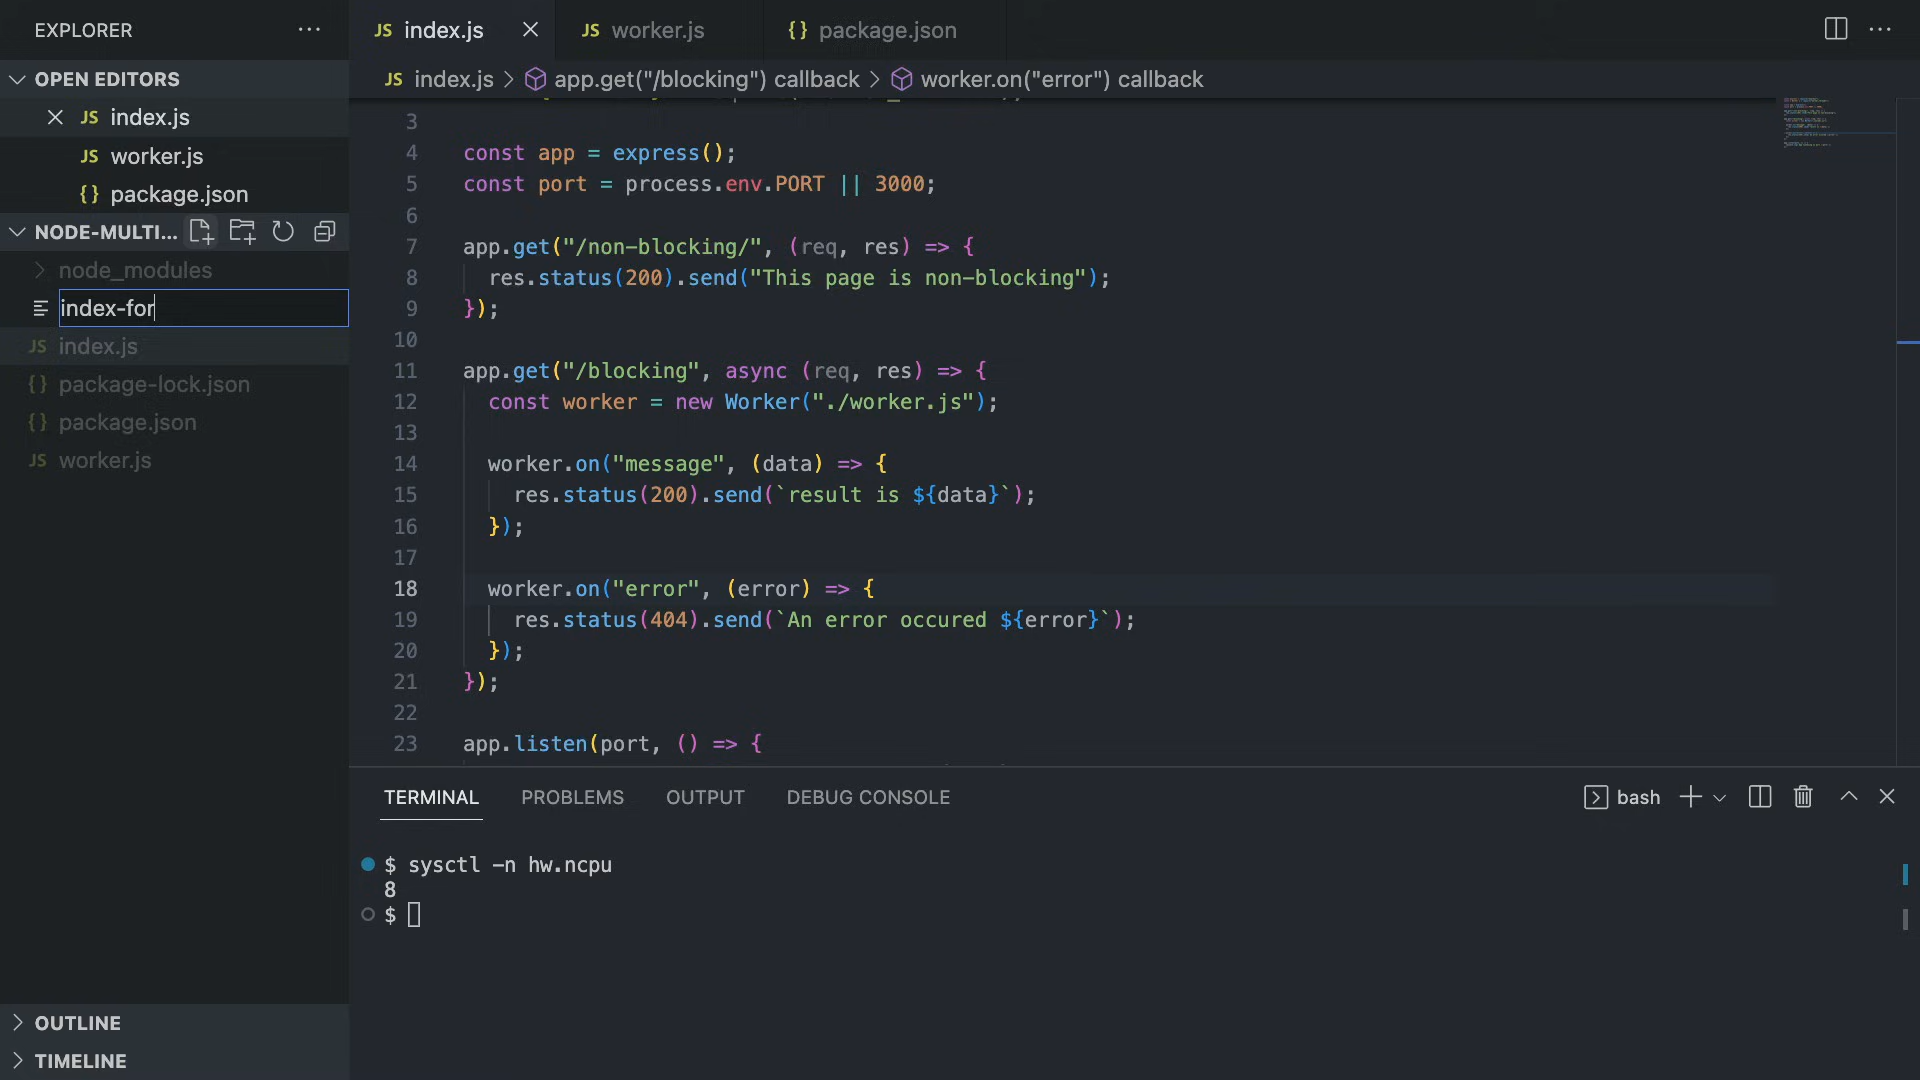 EXPLORER
OPEN EDITORS
JS index.js
JS worker.js
{} package.json
NODE-MULTI...
node_modules
index-for
JS index.js
{} package-lock.json
{} package.json
JS worker.js
OUTLINE
TIMELINE
JS index.js
JS worker.js
{} package.json
JS index.js > app.get("/blocking") callback > worker.on("error") callback
3
4 const app = express();
5 const port = process.env.PORT || 3000;
6
7 app.get("/non-blocking/", (req, res) => {
8 res.status(200).send("This page is non-blocking");
9 });
10
11 app.get("/blocking", async (req, res) => {
12 const worker = new Worker("./worker.js");
13
14 worker.on("message", (data) => {
15 res.status(200).send(`result is ${data}`);
16 });
17
18 worker.on("error", (error) => {
19 res.status(404).send(`An error occured ${error}`);
20 });
21 });
22
23 app.listen(port, () => {
TERMINAL PROBLEMS OUTPUT DEBUG CONSOLE
bash
$ sysctl -n hw.ncpu
8
$